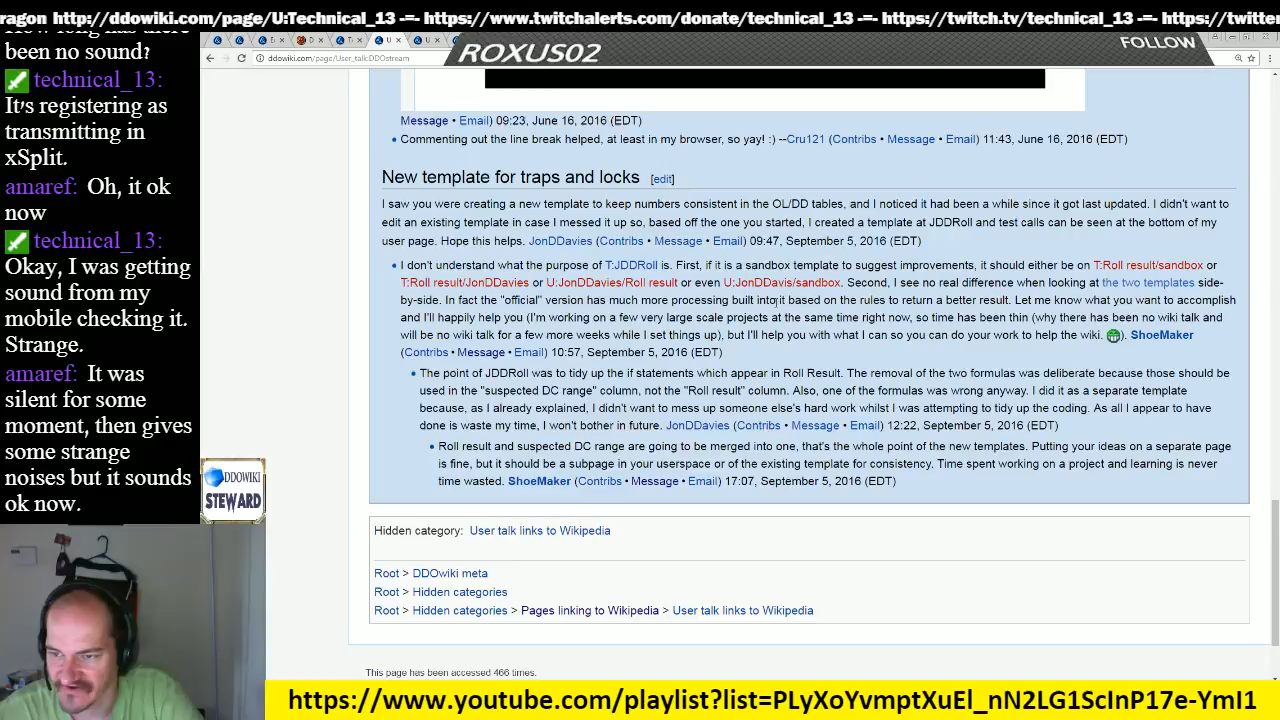 ragon http://ddowiki.com/page/U:Technical_13 -=- https://www.twitchalerts.com/donate/technical_13 -=- https://twitch.tv/technical_13 -=- https://twitter
How long has there
been no sound?
technical_13:
It's registering as
transmitting in
xSplit.
amaref: Oh, it ok
now
technical_13:
Okay, I was getting
sound from my
mobile checking it.
Strange.
amaref: It was
silent for some
moment, then gives
some strange
noises but it sounds
ok now.
ROXUS02
FOLLOW
ddowiki.com/page/User_talk:DDOstream
Message • Email) 09:23, June 16, 2016 (EDT)
• Commenting out the line break helped, at least in my browser, so yay! :) --Cru121 (Contribs • Message • Email) 11:43, June 16, 2016 (EDT)
New template for traps and locks [edit]
I saw you were creating a new template to keep numbers consistent in the OL/DD tables, and I noticed it had been a while since it got last updated. I didn't want to
edit an existing template in case I messed it up so, based off the one you started, I created a template at JDDRoll and test calls can be seen at the bottom of my
user page. Hope this helps. JonDDavies (Contribs • Message • Email) 09:47, September 5, 2016 (EDT)
• I don't understand what the purpose of T:JDDRoll is. First, if it is a sandbox template to suggest improvements, it should either be on T:Roll result/sandbox or
T:Roll result/JonDDavies or U:JonDDavies/Roll result or even U:JonDDavis/sandbox. Second, I see no real difference when looking at the two templates side-
by-side. In fact the "official" version has much more processing built into it based on the rules to return a better result. Let me know what you want to accomplish
and I'll happily help you (I'm working on a few very large scale projects at the same time right now, so time has been thin (why there has been no wiki talk and
will be no wiki talk for a few more weeks while I set things up), but I'll help you with what I can so you can do your work to help the wiki. ). ShoeMaker
(Contribs • Message • Email) 10:57, September 5, 2016 (EDT)
• The point of JDDRoll was to tidy up the if statements which appear in Roll Result. The removal of the two formulas was deliberate because those should be
used in the "suspected DC range" column, not the "Roll result" column. Also, one of the formulas was wrong anyway. I did it as a separate template
because, as I already explained, I didn't want to mess up someone else's hard work whilst I was attempting to tidy up the coding. As all I appear to have
done is waste my time, I won't bother in future. JonDDavies (Contribs • Message • Email) 12:22, September 5, 2016 (EDT)
• Roll result and suspected DC range are going to be merged into one, that's the whole point of the new templates. Putting your ideas on a separate page
is fine, but it should be a subpage in your userspace or of the existing template for consistency. Time spent working on a project and learning is never
time wasted. ShoeMaker (Contribs • Message • Email) 17:07, September 5, 2016 (EDT)
DDOWIKI
STEWARD
Hidden category: User talk links to Wikipedia
Root > DDOwiki meta
Root > Hidden categories
Root > Hidden categories > Pages linking to Wikipedia > User talk links to Wikipedia
This page has been accessed 466 times.
https://www.youtube.com/playlist?list=PLyXoYvmptXuEl_nN2LG1ScInP17e-YmI1